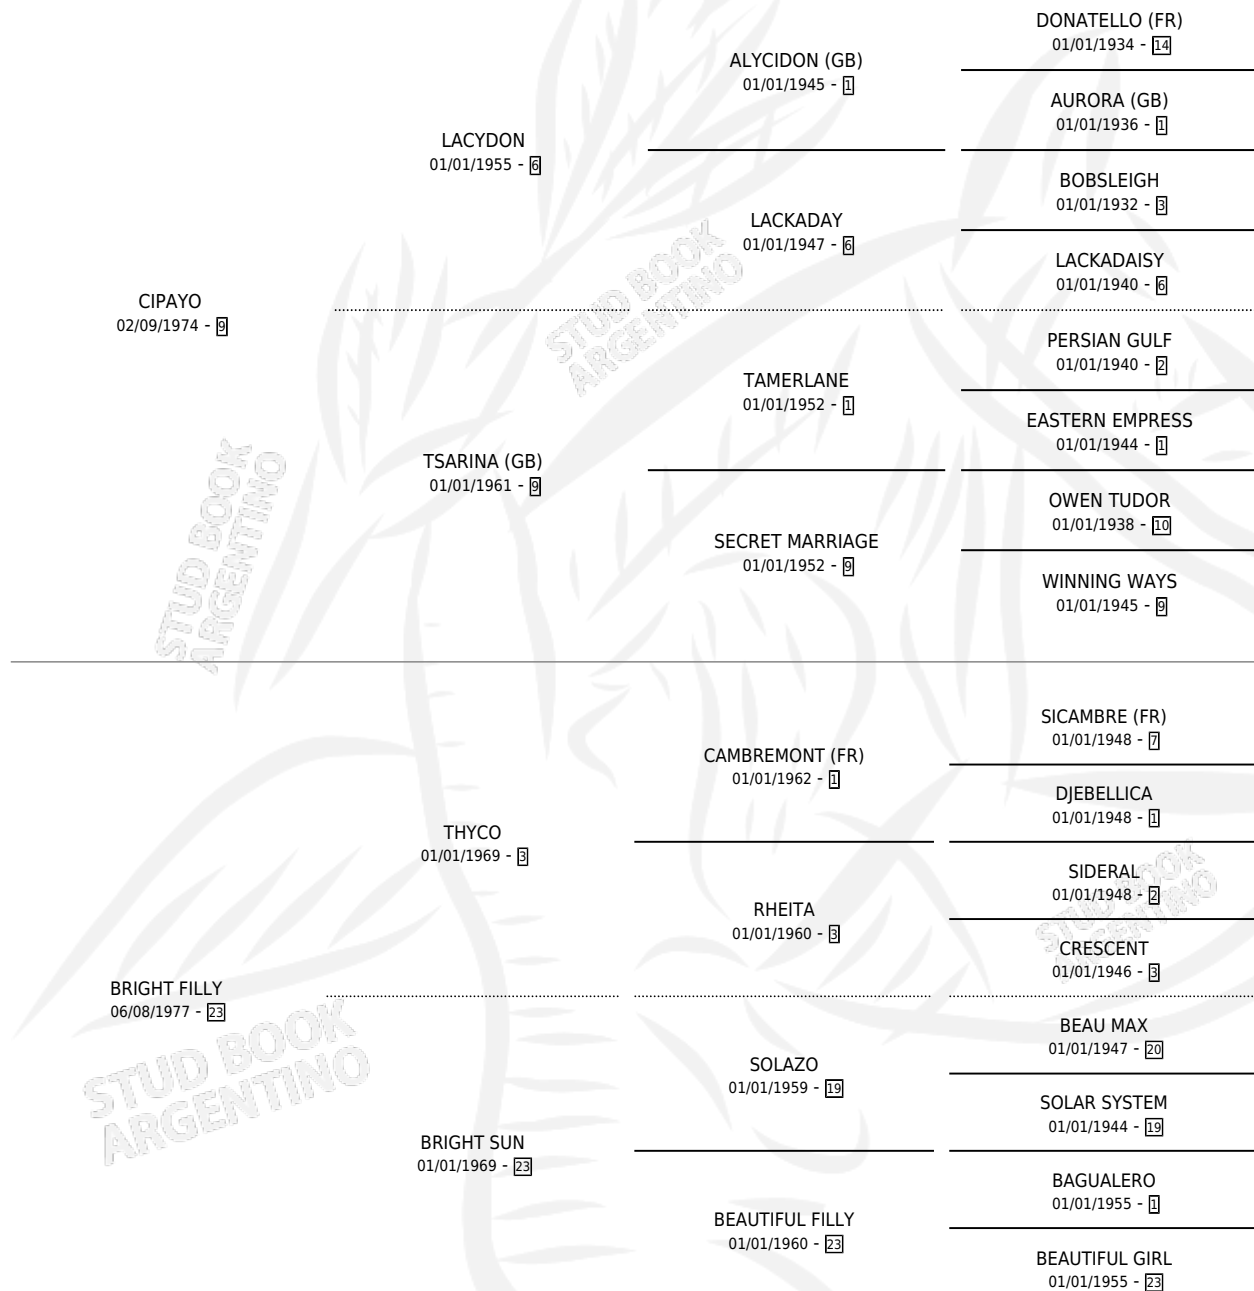 DONATELLO (FR)
01/01/1934 - 14
ALYCIDON (GB)
01/01/1945 - 1
AURORA (GB)
01/01/1936 - 1
LACYDON
01/01/1955 - 6
BOBSLEIGH
01/01/1932 - 3
LACKADAY
01/01/1947 - 6
LACKADAISY
01/01/1940 - 6
CIPAYO
02/09/1974 - 9
PERSIAN GULF
01/01/1940 - 2
TAMERLANE
01/01/1952 - 1
EASTERN EMPRESS
01/01/1944 - 1
TSARINA (GB)
01/01/1961 - 9
OWEN TUDOR
01/01/1938 - 10
SECRET MARRIAGE
01/01/1952 - 9
WINNING WAYS
01/01/1945 - 9
SICAMBRE (FR)
01/01/1948 - 7
CAMBREMONT (FR)
01/01/1962 - 1
DJEBELLICA
01/01/1948 - 1
THYCO
01/01/1969 - 3
SIDERAL
01/01/1948 - 2
RHEITA
01/01/1960 - 3
CRESCENT
01/01/1946 - 3
BRIGHT FILLY
06/08/1977 - 23
BEAU MAX
01/01/1947 - 20
SOLAZO
01/01/1959 - 19
SOLAR SYSTEM
01/01/1944 - 19
BRIGHT SUN
01/01/1969 - 23
BAGUALERO
01/01/1955 - 1
BEAUTIFUL FILLY
01/01/1960 - 23
BEAUTIFUL GIRL
01/01/1955 - 23
STUD BOOK
ARGENTINO
STUD BOOK
ARGENTINO
STUD BOOK
ARGENTINO
STUD BOOK
ARGENTINO